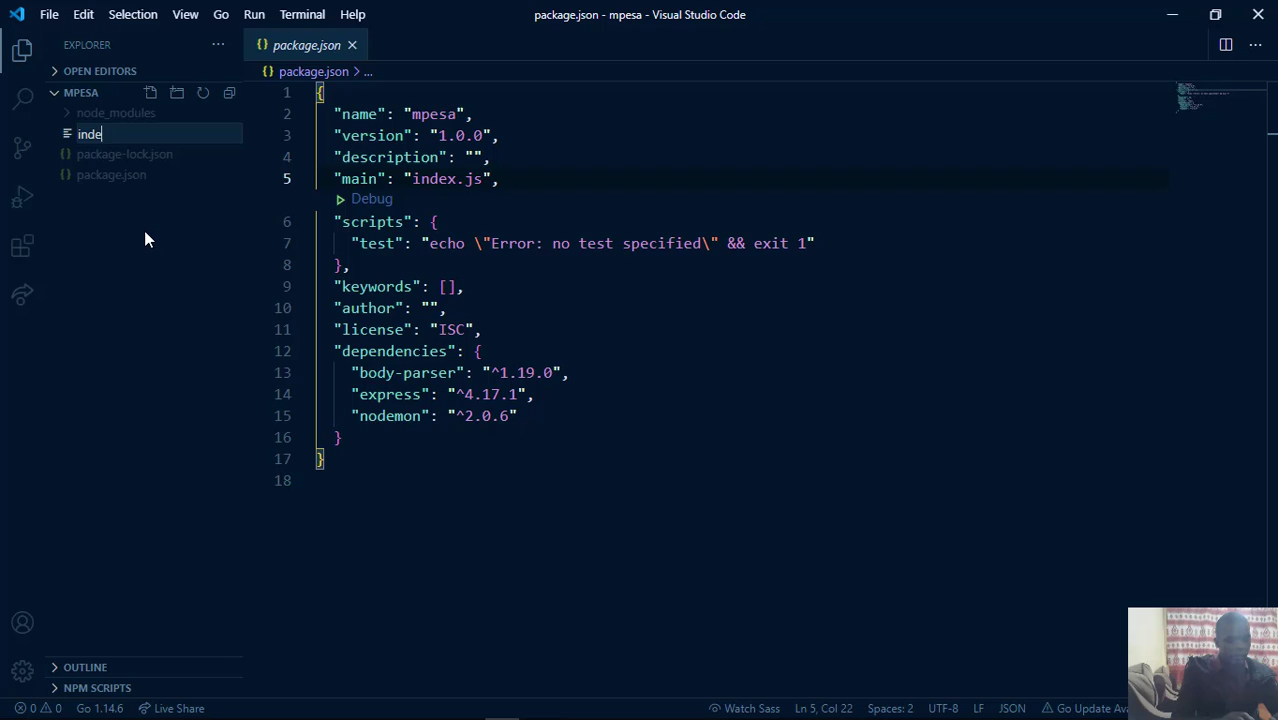 File Edit Selection View Go Run Terminal Help
package.json - mpesa - Visual Studio Code
EXPLORER
package.json
OPEN EDITORS
package.json > ...
MPESA
node_modules
inde
package-lock.json
package.json
1 {
2 "name": "mpesa",
3 "version": "1.0.0",
4 "description": "",
5 "main": "index.js",
Debug
6 "scripts": {
7 "test": "echo \"Error: no test specified\" && exit 1"
8 },
9 "keywords": [],
10 "author": "",
11 "license": "ISC",
12 "dependencies": {
13 "body-parser": "^1.19.0",
14 "express": "^4.17.1",
15 "nodemon": "^2.0.6"
16 }
17 }
18
OUTLINE
NPM SCRIPTS
0 0 Go 1.14.6 Live Share Watch Sass Ln 5, Col 22 Spaces: 2 UTF-8 LF JSON Go Update Ava